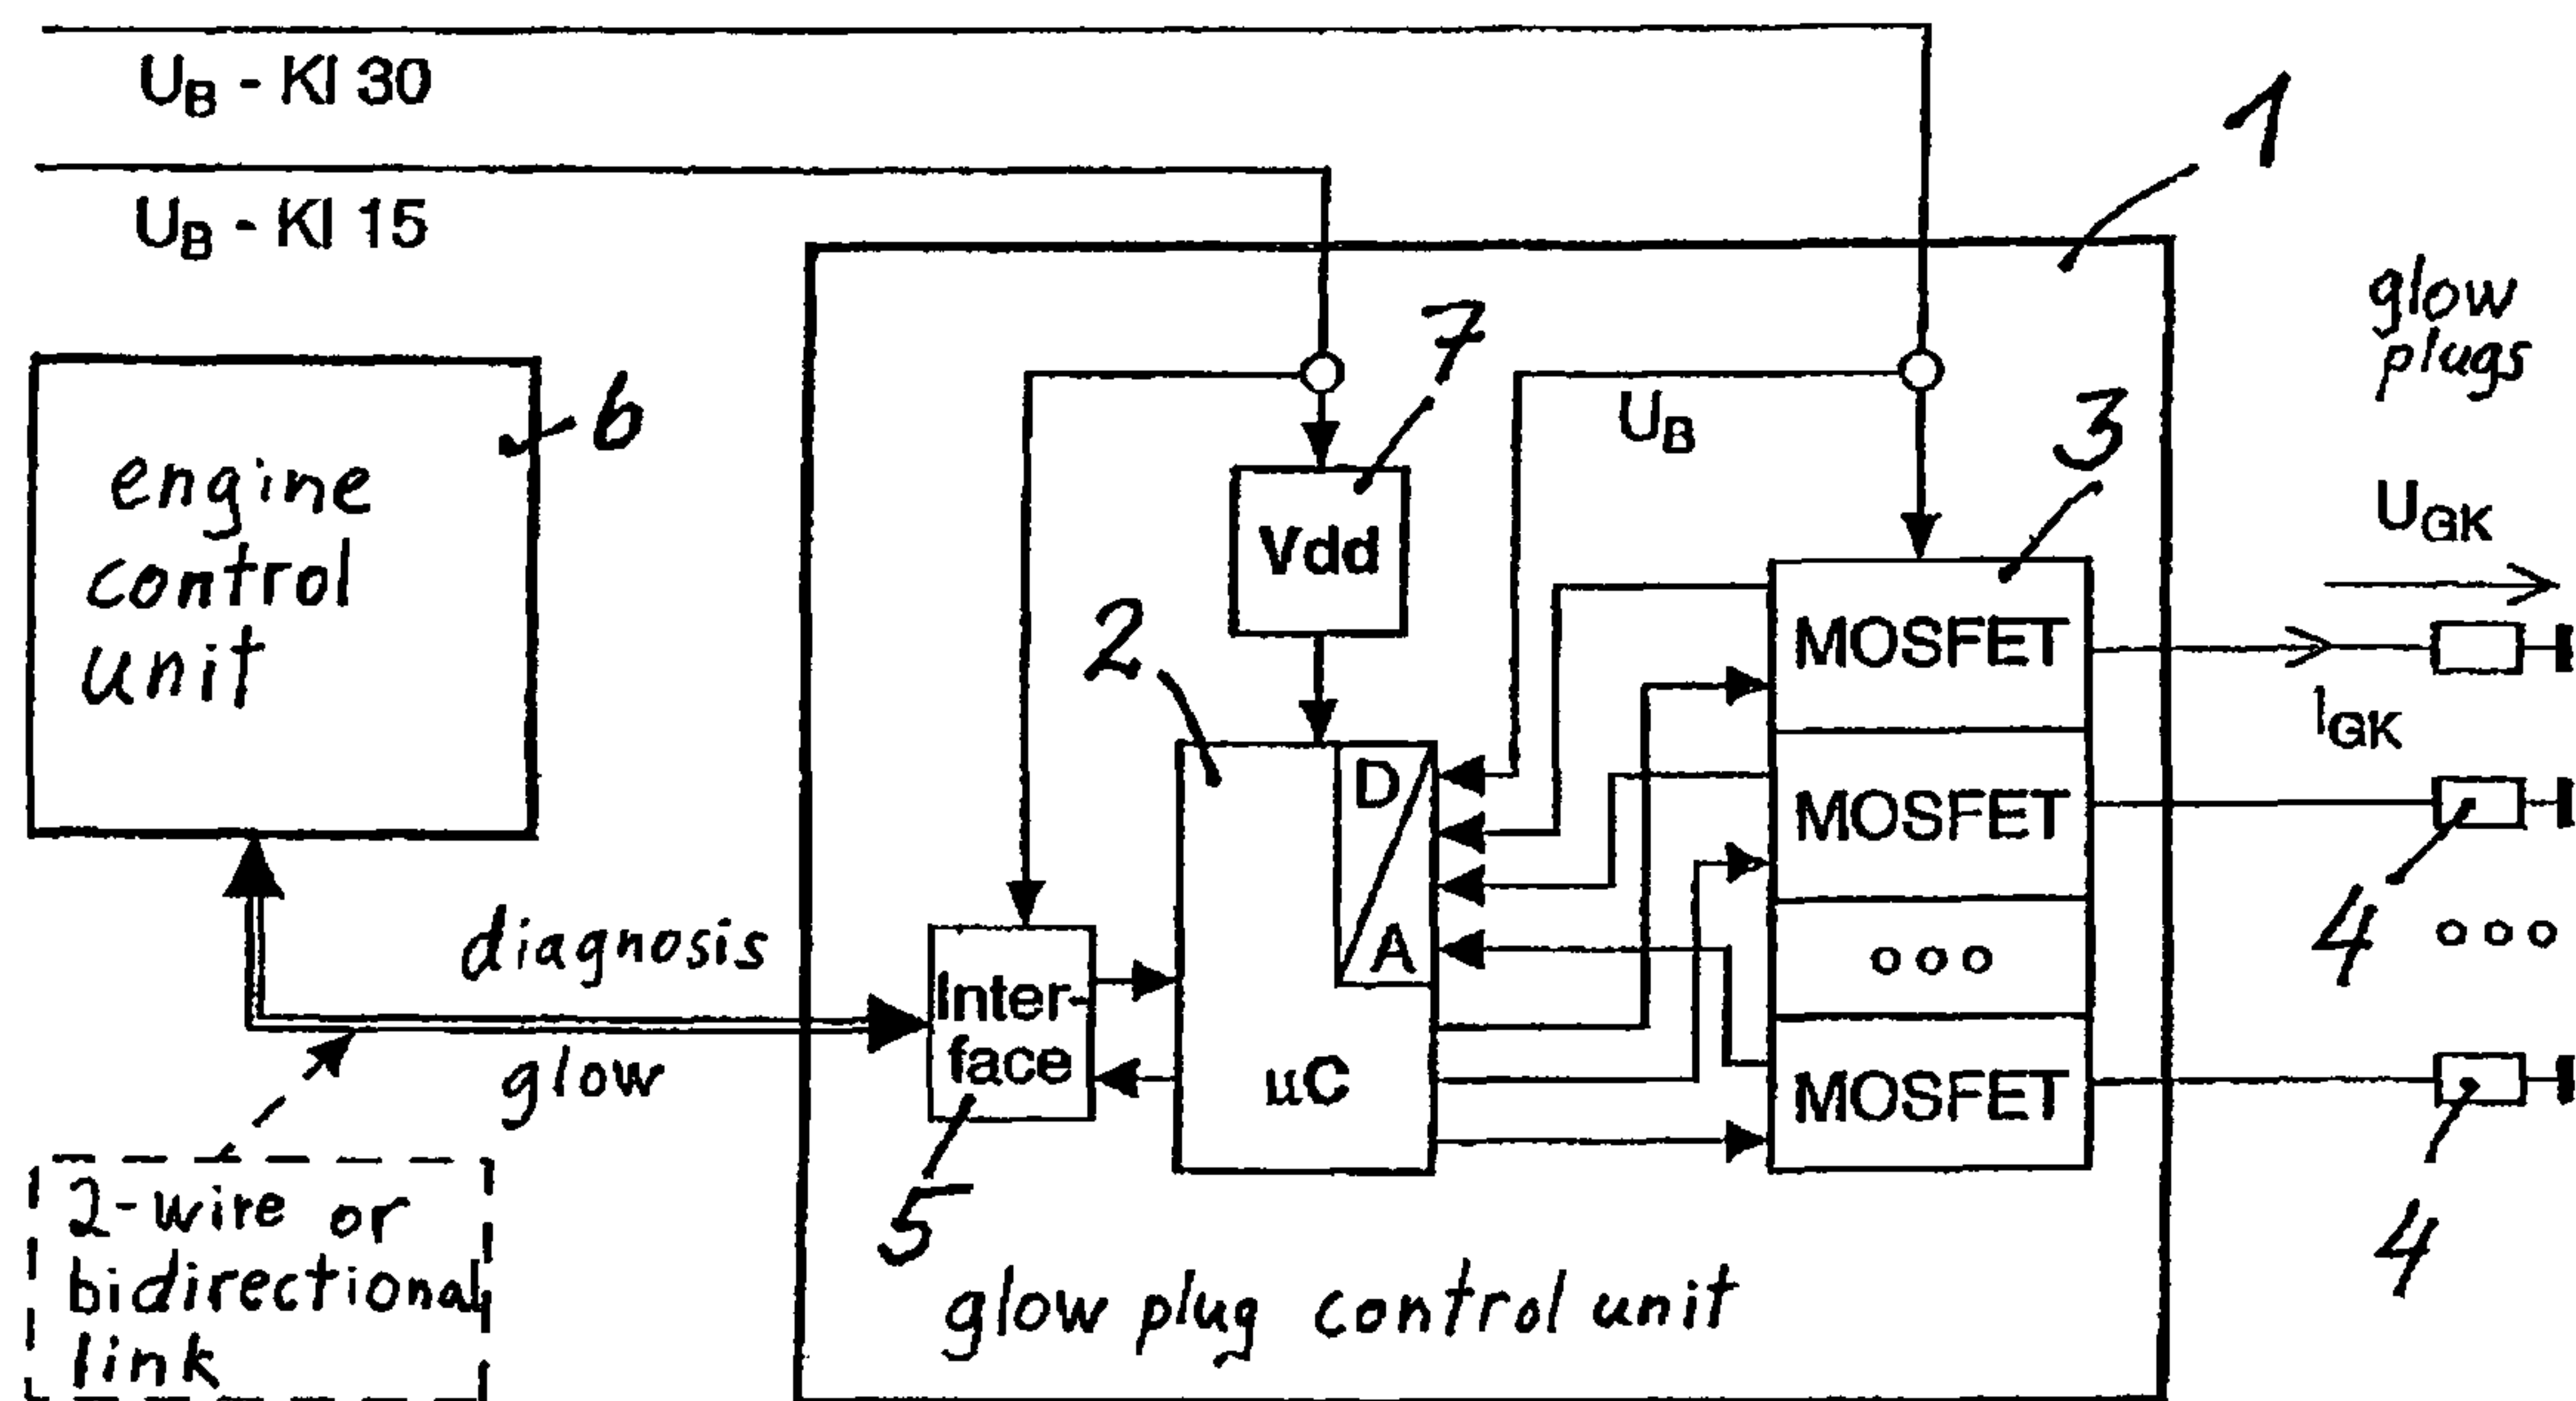 U_B - Kl 30
U_B - Kl 15
1
glow
plugs
7
6
engine
control
unit
U_B
3
Vdd
U_GK
2
MOSFET
I_GK
D
MOSFET
4
A
ooo
ooo
diagnosis
Inter-
face
glow
µC
MOSFET
5
4
2-wire or
bidirectional
link
glow plug control unit